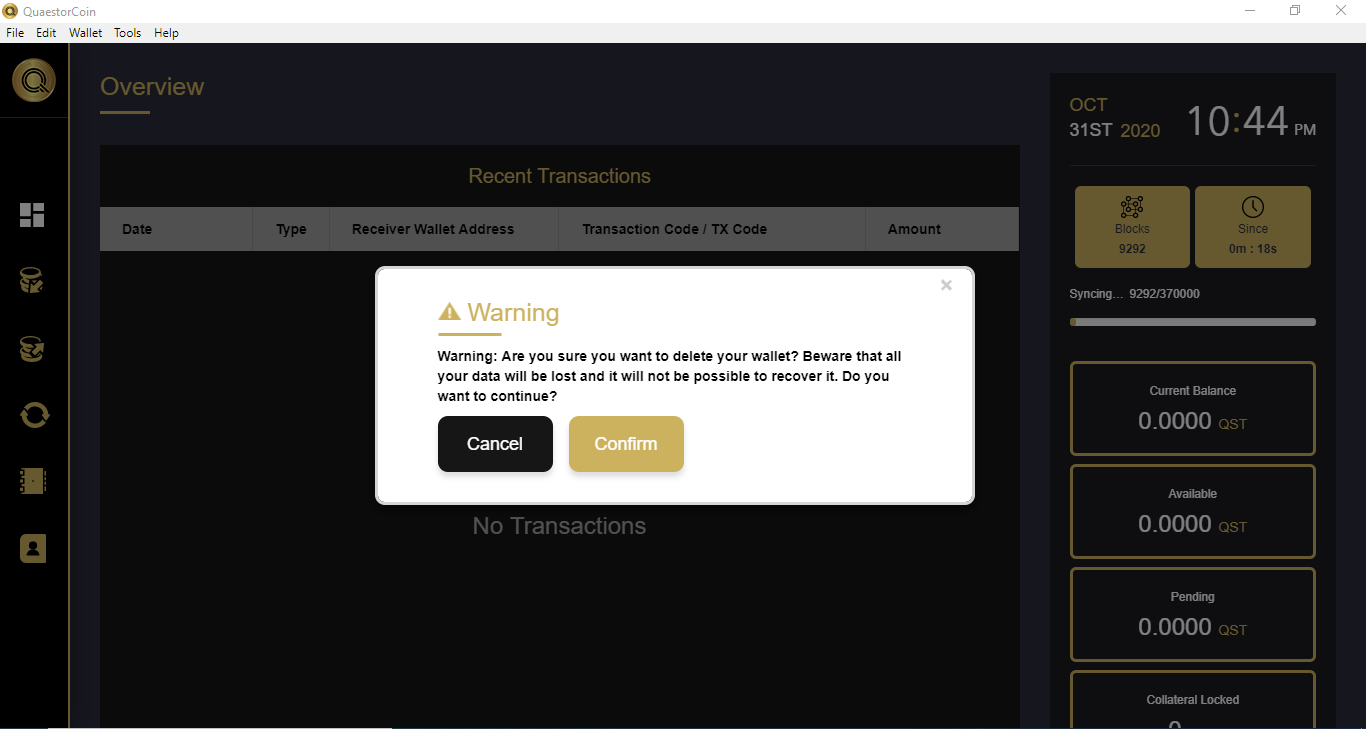 QuaestorCoin
File Edit Wallet Tools Help
Overview
Recent Transactions
Date Type Receiver Wallet Address Transaction Code / TX Code Amount
Warning
Warning: Are you sure you want to delete your wallet? Beware that all
your data will be lost and it will not be possible to recover it. Do you
want to continue?
Cancel Confirm
No Transactions
OCT
31ST 2020
10:44 PM
Blocks
9292
Since
0m : 18s
Syncing... 9292/370000
Current Balance
0.0000 QST
Available
0.0000 QST
Pending
0.0000 QST
Collateral Locked